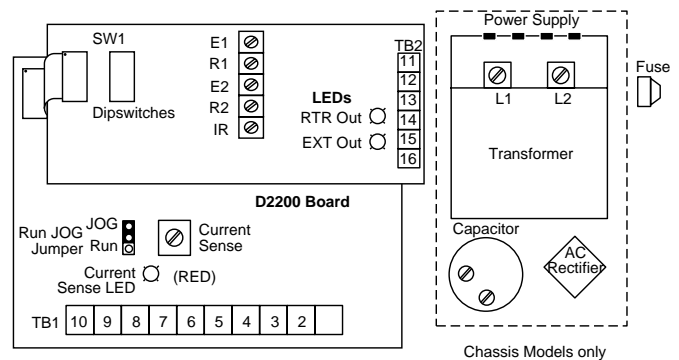 SW1
Dipswitches
E1
R1
E2
R2
IR
LEDs
RTR Out
EXT Out
TB2
11
12
13
14
15
16
D2200 Board
Run JOG
Jumper
JOG
Run
Current
Sense
Current
Sense LED
(RED)
TB1 10 9 8 7 6 5 4 3 2
Power Supply
L1 L2
Transformer
Capacitor
AC
Rectifier
Fuse
Chassis Models only